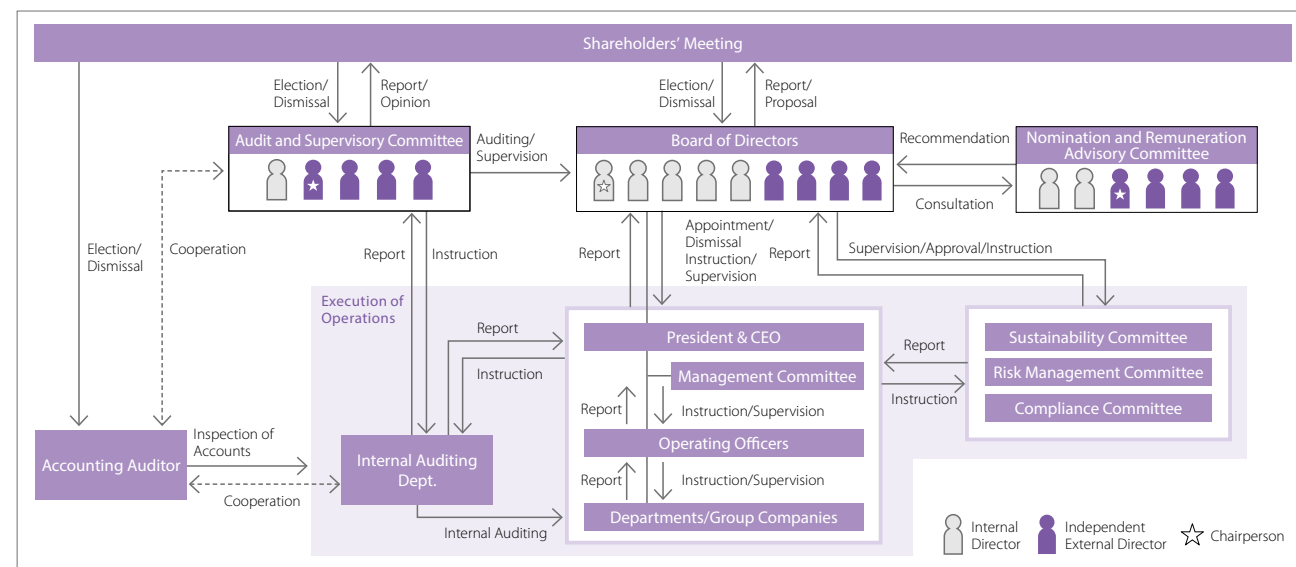 Shareholders' Meeting
Election/
Dismissal
Report/
Opinion
Election/
Dismissal
Report/
Proposal
Audit and Supervisory Committee
Auditing/
Supervision
Board of Directors
Recommendation
Nomination and Remuneration
Advisory Committee
Consultation
Election/
Dismissal
Cooperation
Report
Instruction
Report
Appointment/
Dismissal
Instruction/
Supervision
Report
Supervision/Approval/Instruction
Execution of
Operations
Report
Instruction
President & CEO
Management Committee
Report
Instruction/Supervision
Operating Officers
Report
Instruction/Supervision
Departments/Group Companies
Report
Instruction
Sustainability Committee
Risk Management Committee
Compliance Committee
Accounting Auditor
Inspection of
Accounts
Cooperation
Internal Auditing
Dept.
Internal Auditing
Internal
Director
Independent
External Director
Chairperson